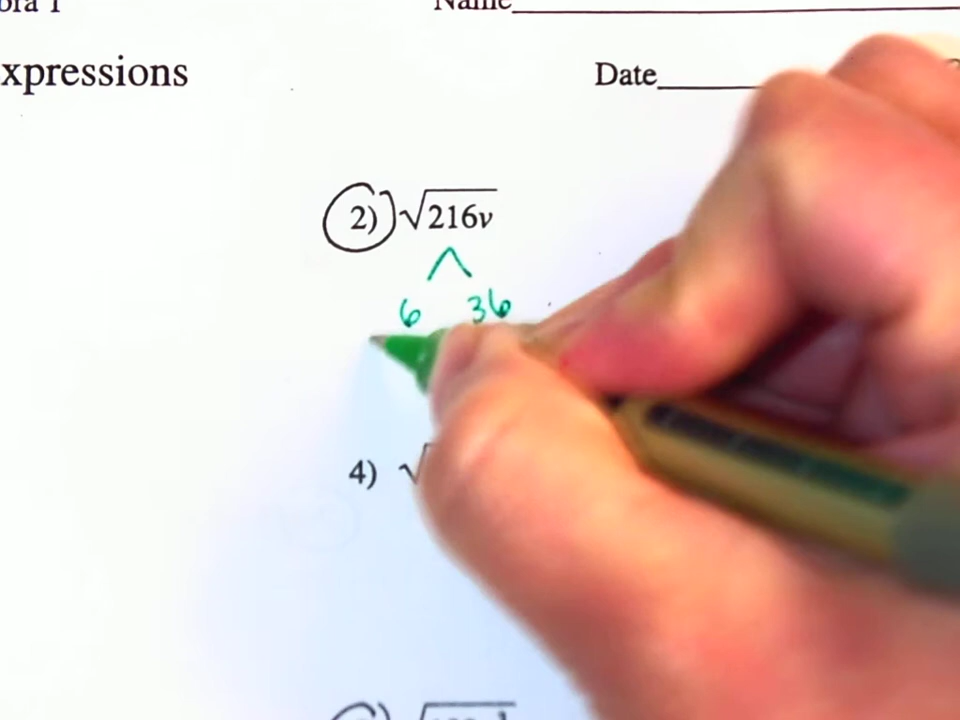 Date
xpressions
2) √216v
6 36
4) √